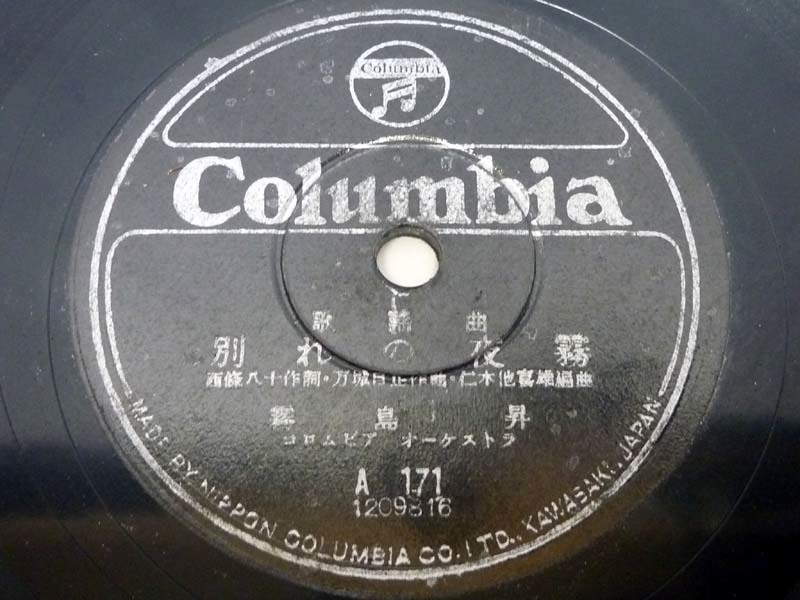 Columbia
Columbia
歌謡曲
別れの夜霧
西條八十作詞・万城目正作曲・仁木他喜雄編曲
霧島昇
コロムビア オーケストラ
A 171
1209816
MADE BY NIPPON COLUMBIA CO. LTD., KAWASAKI, JAPAN